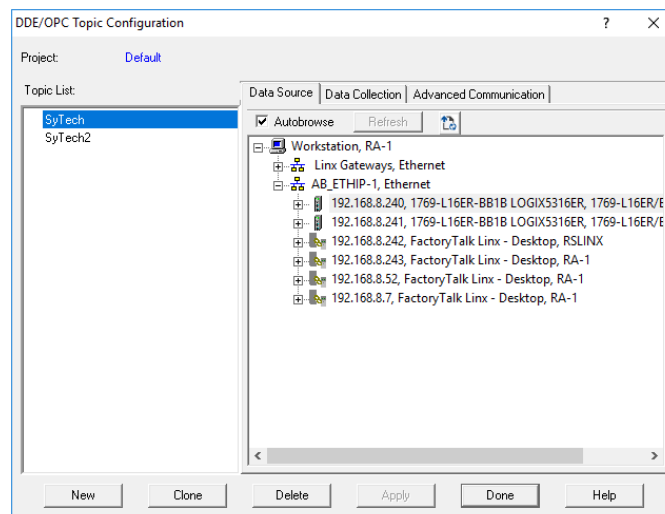 DDE/OPC Topic Configuration
? X
Project: Default
Topic List:
SyTech
SyTech2
Data Source
Data Collection
Advanced Communication
Autobrowse
Refresh
Workstation, RA-1
Linx Gateways, Ethernet
AB_ETHIP-1, Ethernet
192.168.8.240, 1769-L16ER-BB1B LOGIX5316ER, 1769-L16ER/B
192.168.8.241, 1769-L16ER-BB1B LOGIX5316ER, 1769-L16ER/B
192.168.8.242, FactoryTalk Linx - Desktop, RSLINX
192.168.8.243, FactoryTalk Linx - Desktop, RA-1
192.168.8.52, FactoryTalk Linx - Desktop, RA-1
192.168.8.7, FactoryTalk Linx - Desktop, RA-1
New
Clone
Delete
Apply
Done
Help